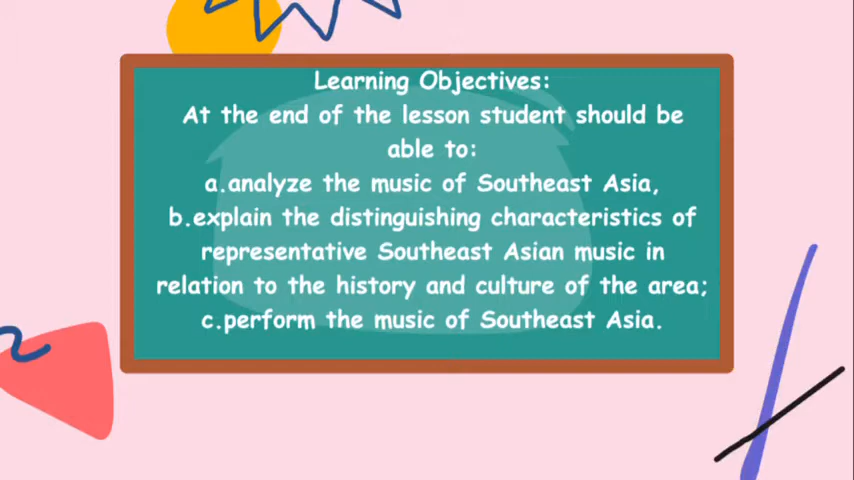 Learning Objectives:
At the end of the lesson student should be
able to:
a.analyze the music of Southeast Asia,
b.explain the distinguishing characteristics of
representative Southeast Asian music in
relation to the history and culture of the area;
c.perform the music of Southeast Asia.